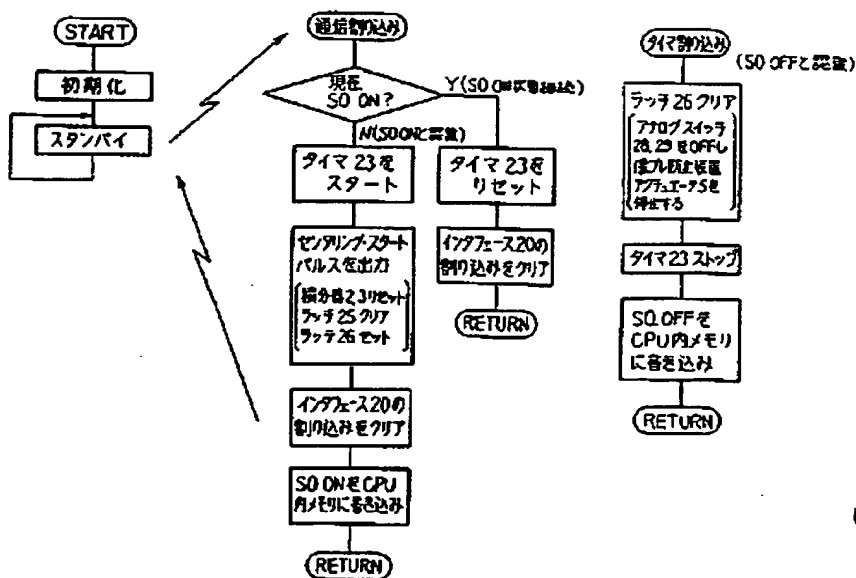 START
初期化
スタンバイ
通信割り込み
現在
SO ON?
Y(SO ON
N(SO ONと認識)
タイマ23を
スタート
センタリング・スタート
パルスを出力
積分器2,3リセット
ラッチ25クリア
ラッチ26セット
インタフェース20の
割り込みをクリア
SO ONをCPU
内メモリに書き込み
RETURN
タイマ23を
リセット
インタフェース20の
割り込みをクリア
RETURN
タイマ割り込み
(SO OFFと認識)
ラッチ26クリア
アナログスイッチ
28,29をOFFし
像ブレ防止装置
アクチュエータ5を
停止する
タイマ23ストップ
SO OFFを
CPU内メモリ
に書き込み
RETURN